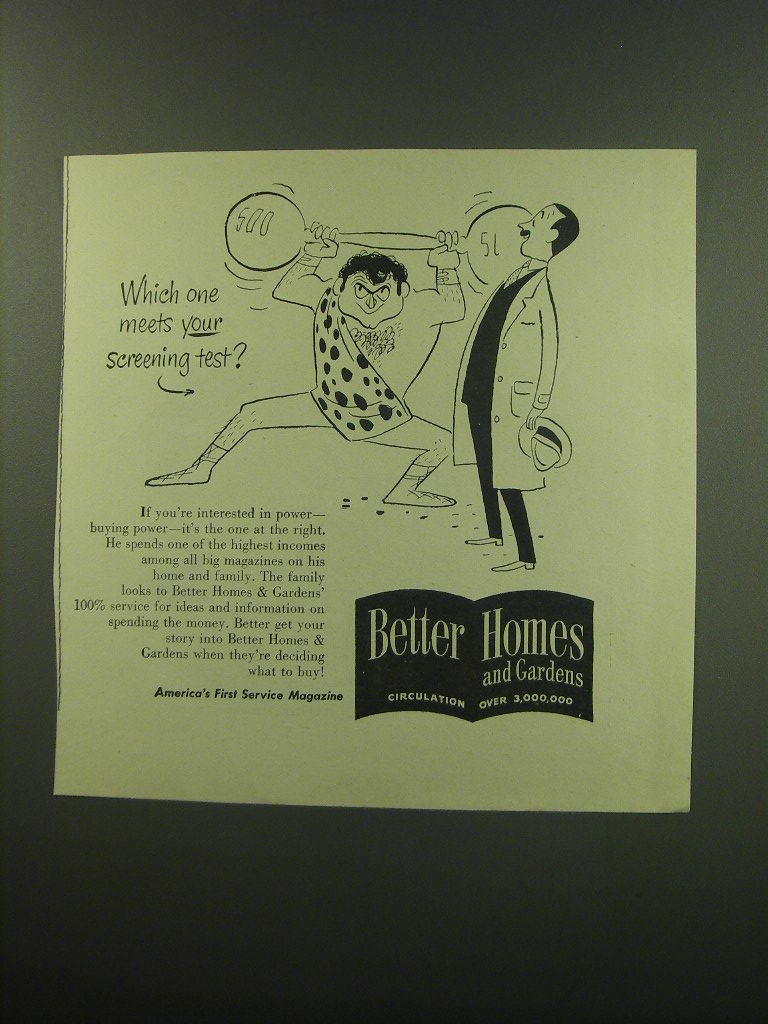 500
50
Which one
meets your
screening test?
If you're interested in power—
buying power—it's the one at the right.
He spends one of the highest incomes
among all big magazines on his
home and family. The family
looks to Better Homes & Gardens'
100% service for ideas and information on
spending the money. Better get your
story into Better Homes &
Gardens when they're deciding
what to buy!
America's First Service Magazine
Better Homes
and Gardens
CIRCULATION OVER 3,000,000